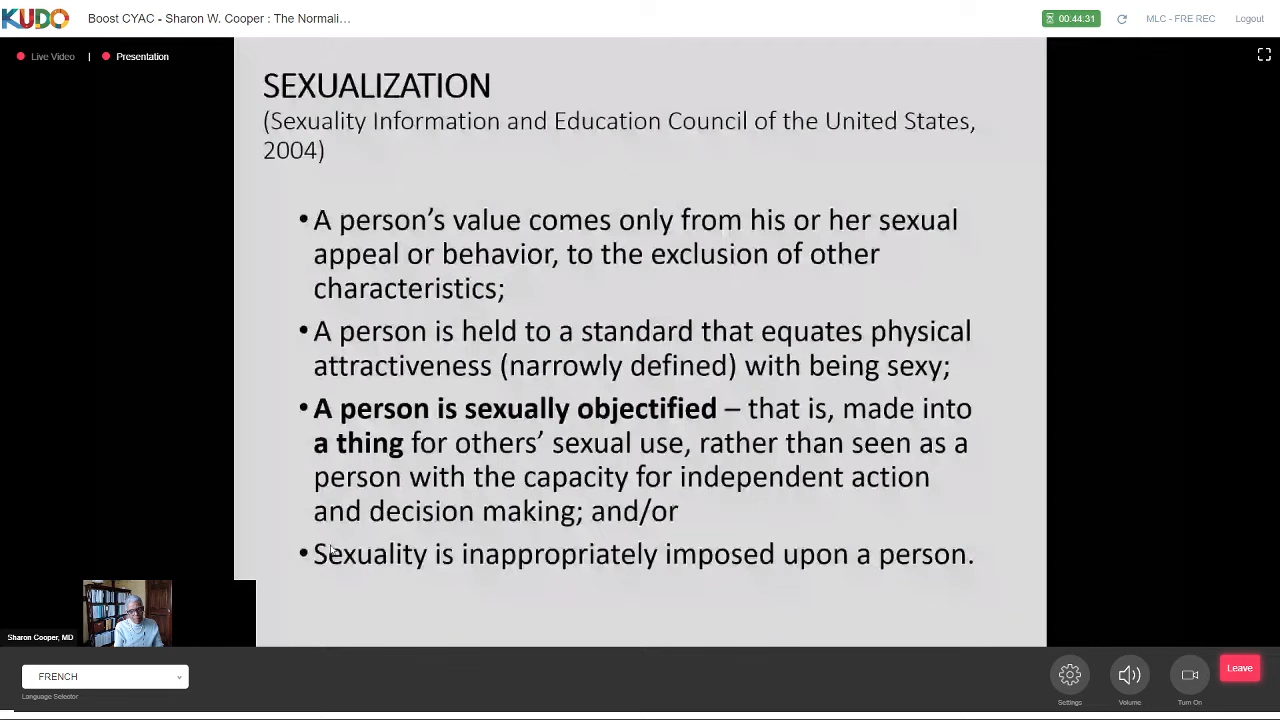 KUDO
Boost CYAC - Sharon W. Cooper : The Normali...
00:44.31
MLC - FRE REC
Logout
Live Video | Presentation
SEXUALIZATION
(Sexuality Information and Education Council of the United States,
2004)
•A person’s value comes only from his or her sexual
appeal or behavior, to the exclusion of other
characteristics;
•A person is held to a standard that equates physical
attractiveness (narrowly defined) with being sexy;
•A person is sexually objectified – that is, made into
a thing for others’ sexual use, rather than seen as a
person with the capacity for independent action
and decision making; and/or
•Sexuality is inappropriately imposed upon a person.
Sharon Cooper, MD
FRENCH
Language Selector
Settings
Volume
Turn On
Leave